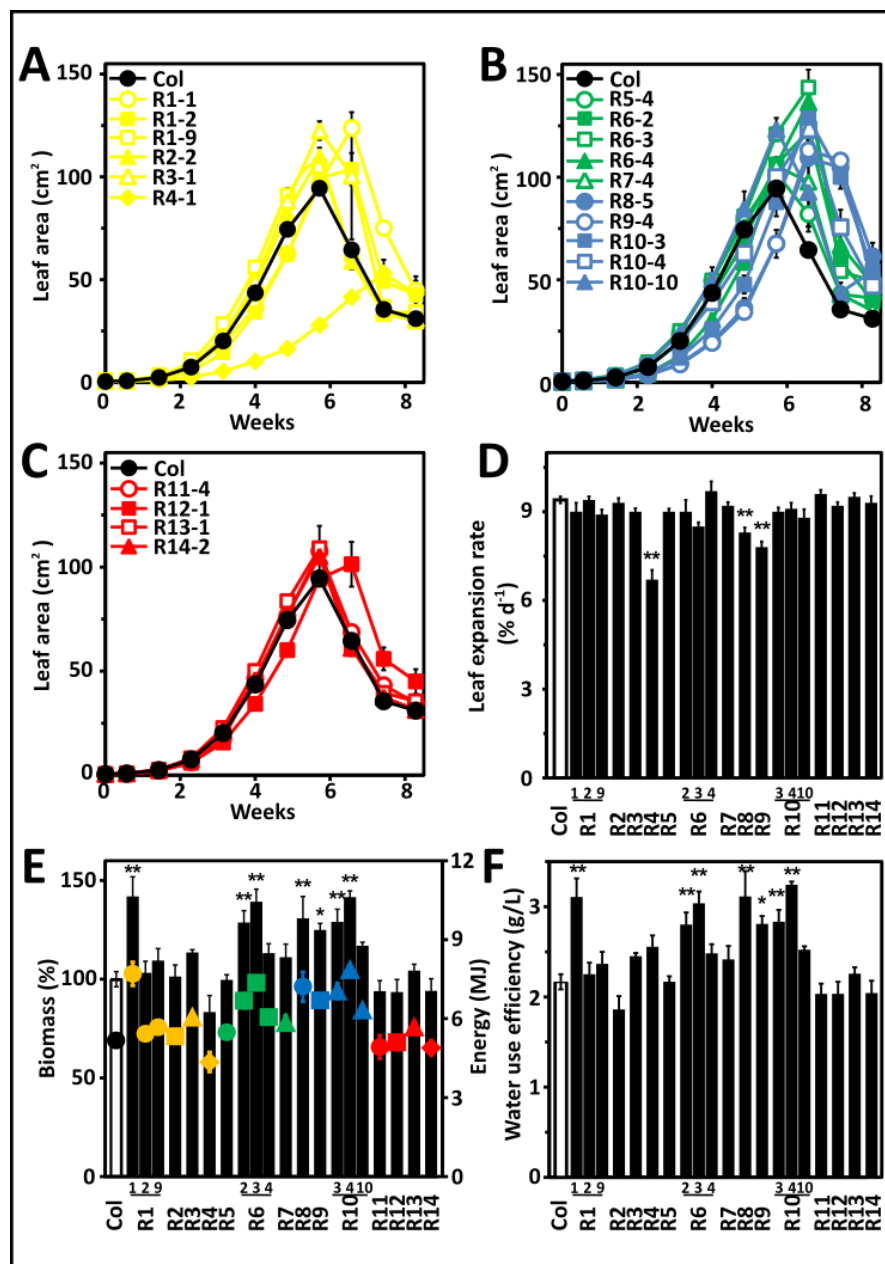 A
150
100
50
0
Leaf area (cm²)
Col
R1-1
R1-2
R1-9
R2-2
R3-1
R4-1
0 2 4 6 8
Weeks
B
150
100
50
0
Leaf area (cm²)
Col
R5-4
R6-2
R6-3
R6-4
R7-4
R8-5
R9-4
R10-3
R10-4
R10-10
0 2 4 6 8
Weeks
C
150
100
50
0
Leaf area (cm²)
Col
R11-4
R12-1
R13-1
R14-2
0 2 4 6 8
Weeks
D
9
6
3
0
Leaf expansion rate
(% d⁻¹)
** ** **
1 2 9 2 3 4 3 4 10
Col R1 R2 R3 R4 R5 R6 R7 R8 R9 R10 R11 R12 R13 R14
E
150
100
50
0
Biomass (%)
** ** ** ** * ** **
12
9
6
3
0
Energy (MJ)
1 2 9 2 3 4 3 4 10
Col R1 R2 R3 R4 R5 R6 R7 R8 R9 R10 R11 R12 R13 R14
F
3
2
1
0
Water use efficiency (g/L)
** ** ** ** * ** **
1 2 9 2 3 4 3 4 10
Col R1 R2 R3 R4 R5 R6 R7 R8 R9 R10 R11 R12 R13 R14